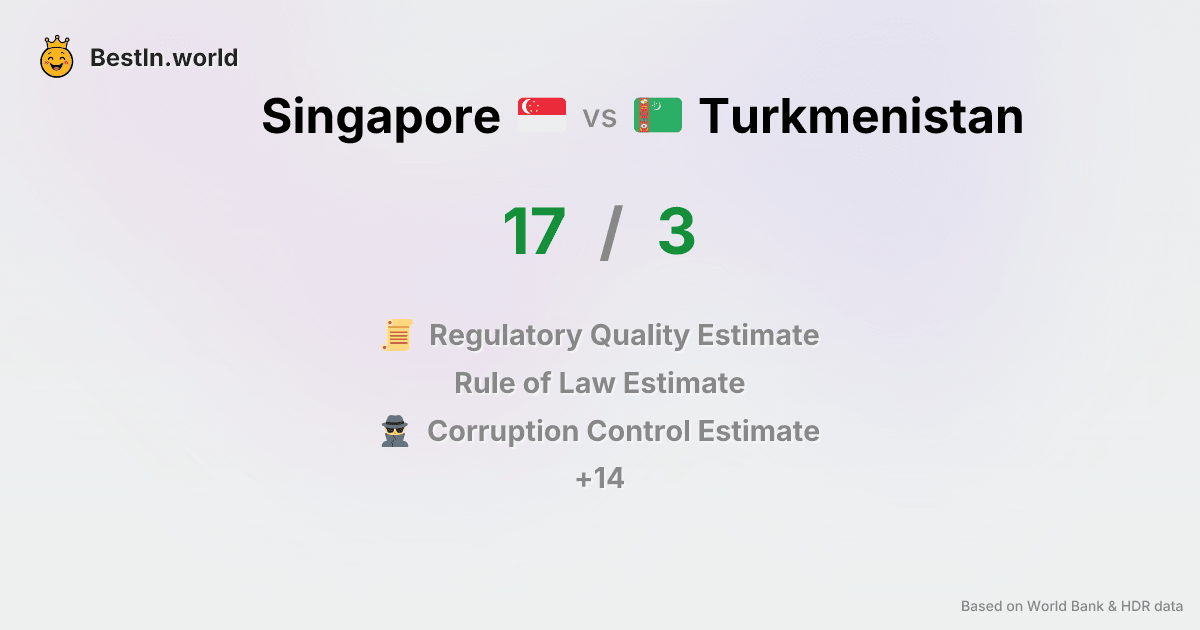 BestIn.world
Singapore vs Turkmenistan
17 / 3
Regulatory Quality Estimate
Rule of Law Estimate
Corruption Control Estimate
+14
Based on World Bank & HDR data